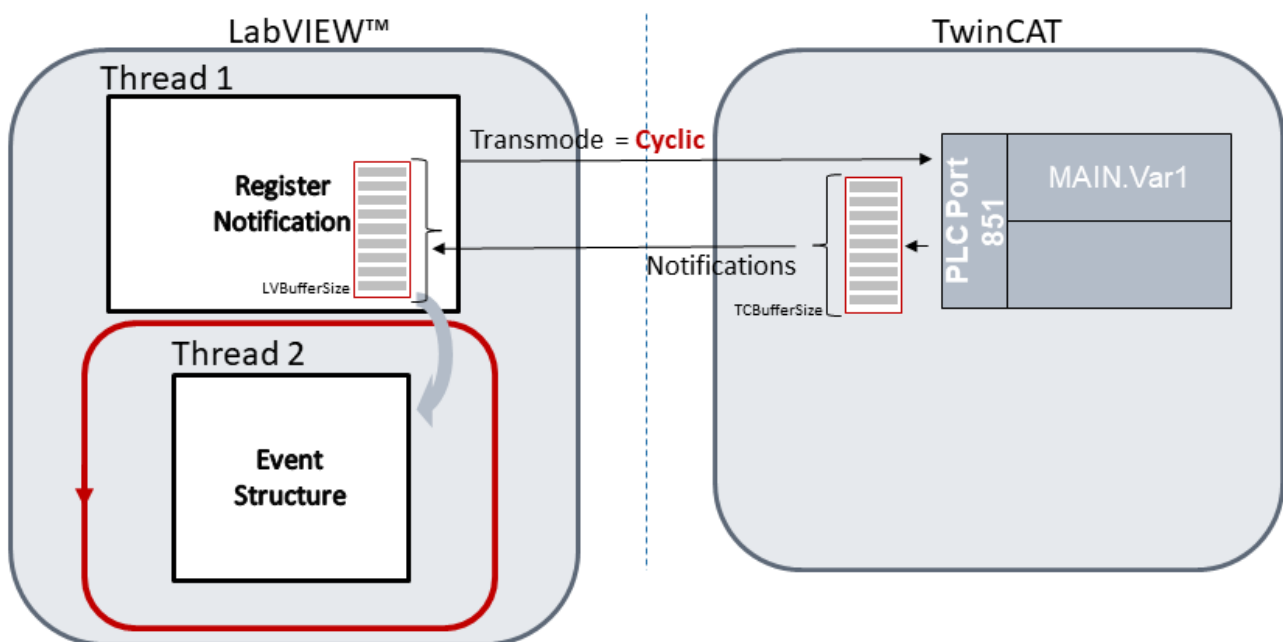 LabVIEW™
TwinCAT
Thread 1
Transmode = Cyclic
Register
Notification
LVBufferSize
Notifications
TCBufferSize
PLC Port
851
MAIN.Var1
Thread 2
Event
Structure